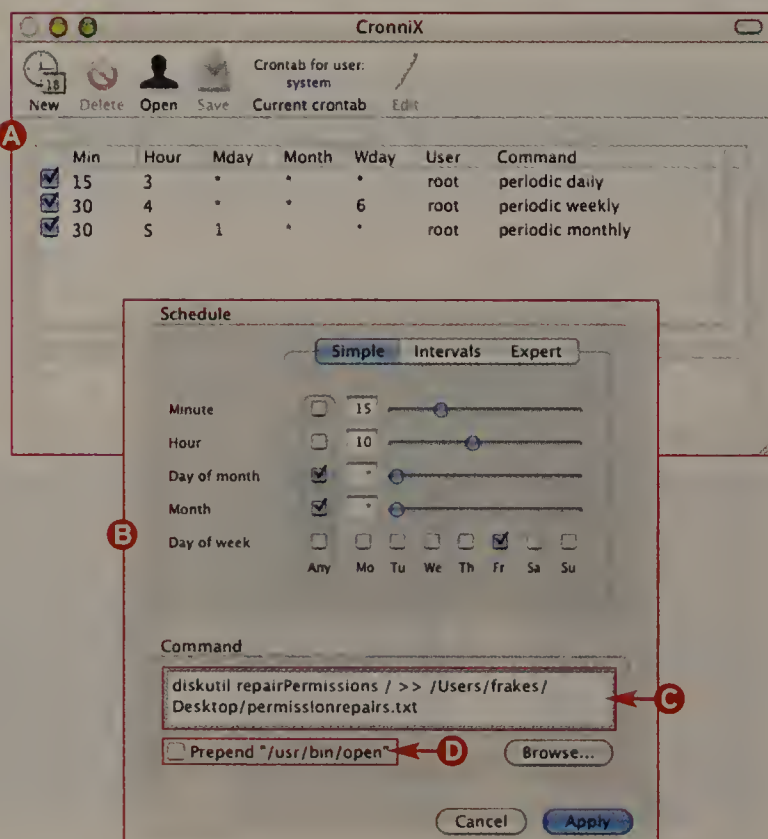 CronniX
18
New Delete Open Save Crontab for user: system Current crontab Edit
A
Min Hour Mday Month Wday User Command
15 3 * * * root periodic daily
30 4 * * 6 root periodic weekly
30 5 1 * * root periodic monthly
Schedule
Simple Intervals Expert
Minute 15
Hour 10
Day of month *
Month *
B
Day of week
Any Mo Tu We Th Fr Sa Su
Command
diskutil repairPermissions / >> /Users/frakes/
Desktop/permissionrepairs.txt
C
Prepend "/usr/bin/open"
D
Browse...
Cancel Apply